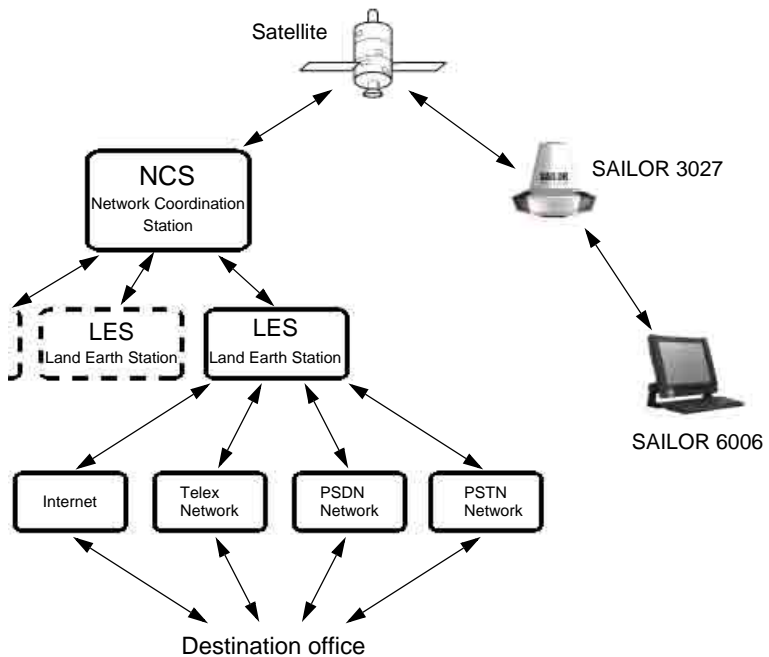 Satellite
SAILOR
SAILOR 3027
NCS
Network Coordination
Station
LES
Land Earth Station
LES
Land Earth Station
SAILOR 6006
Internet
Telex
Network
PSDN
Network
PSTN
Network
Destination office